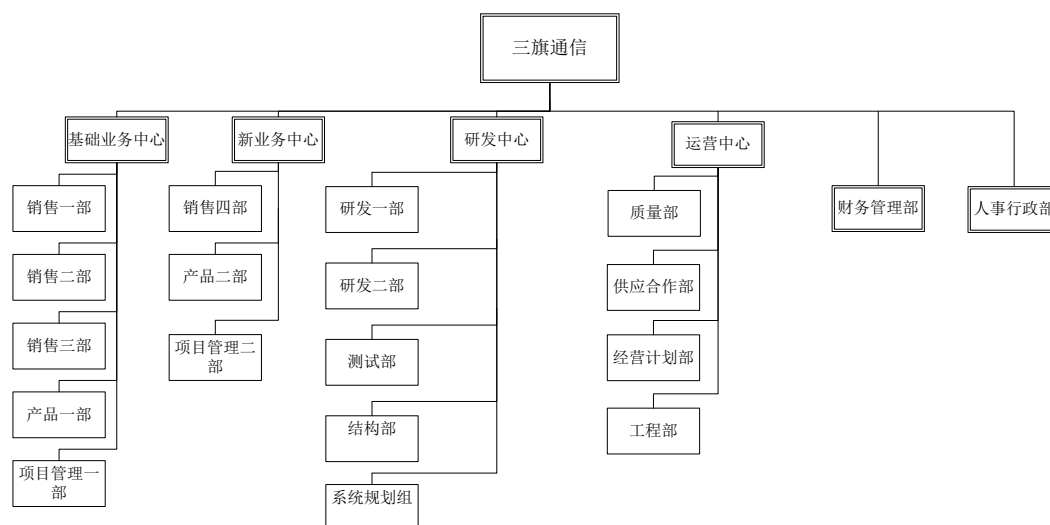 三旗通信
基础业务中心
新业务中心
研发中心
运营中心
财务管理部
人事行政部
销售一部
销售二部
销售三部
产品一部
项目管理一
部
销售四部
产品二部
项目管理二
部
研发一部
研发二部
测试部
结构部
系统规划组
质量部
供应合作部
经营计划部
工程部